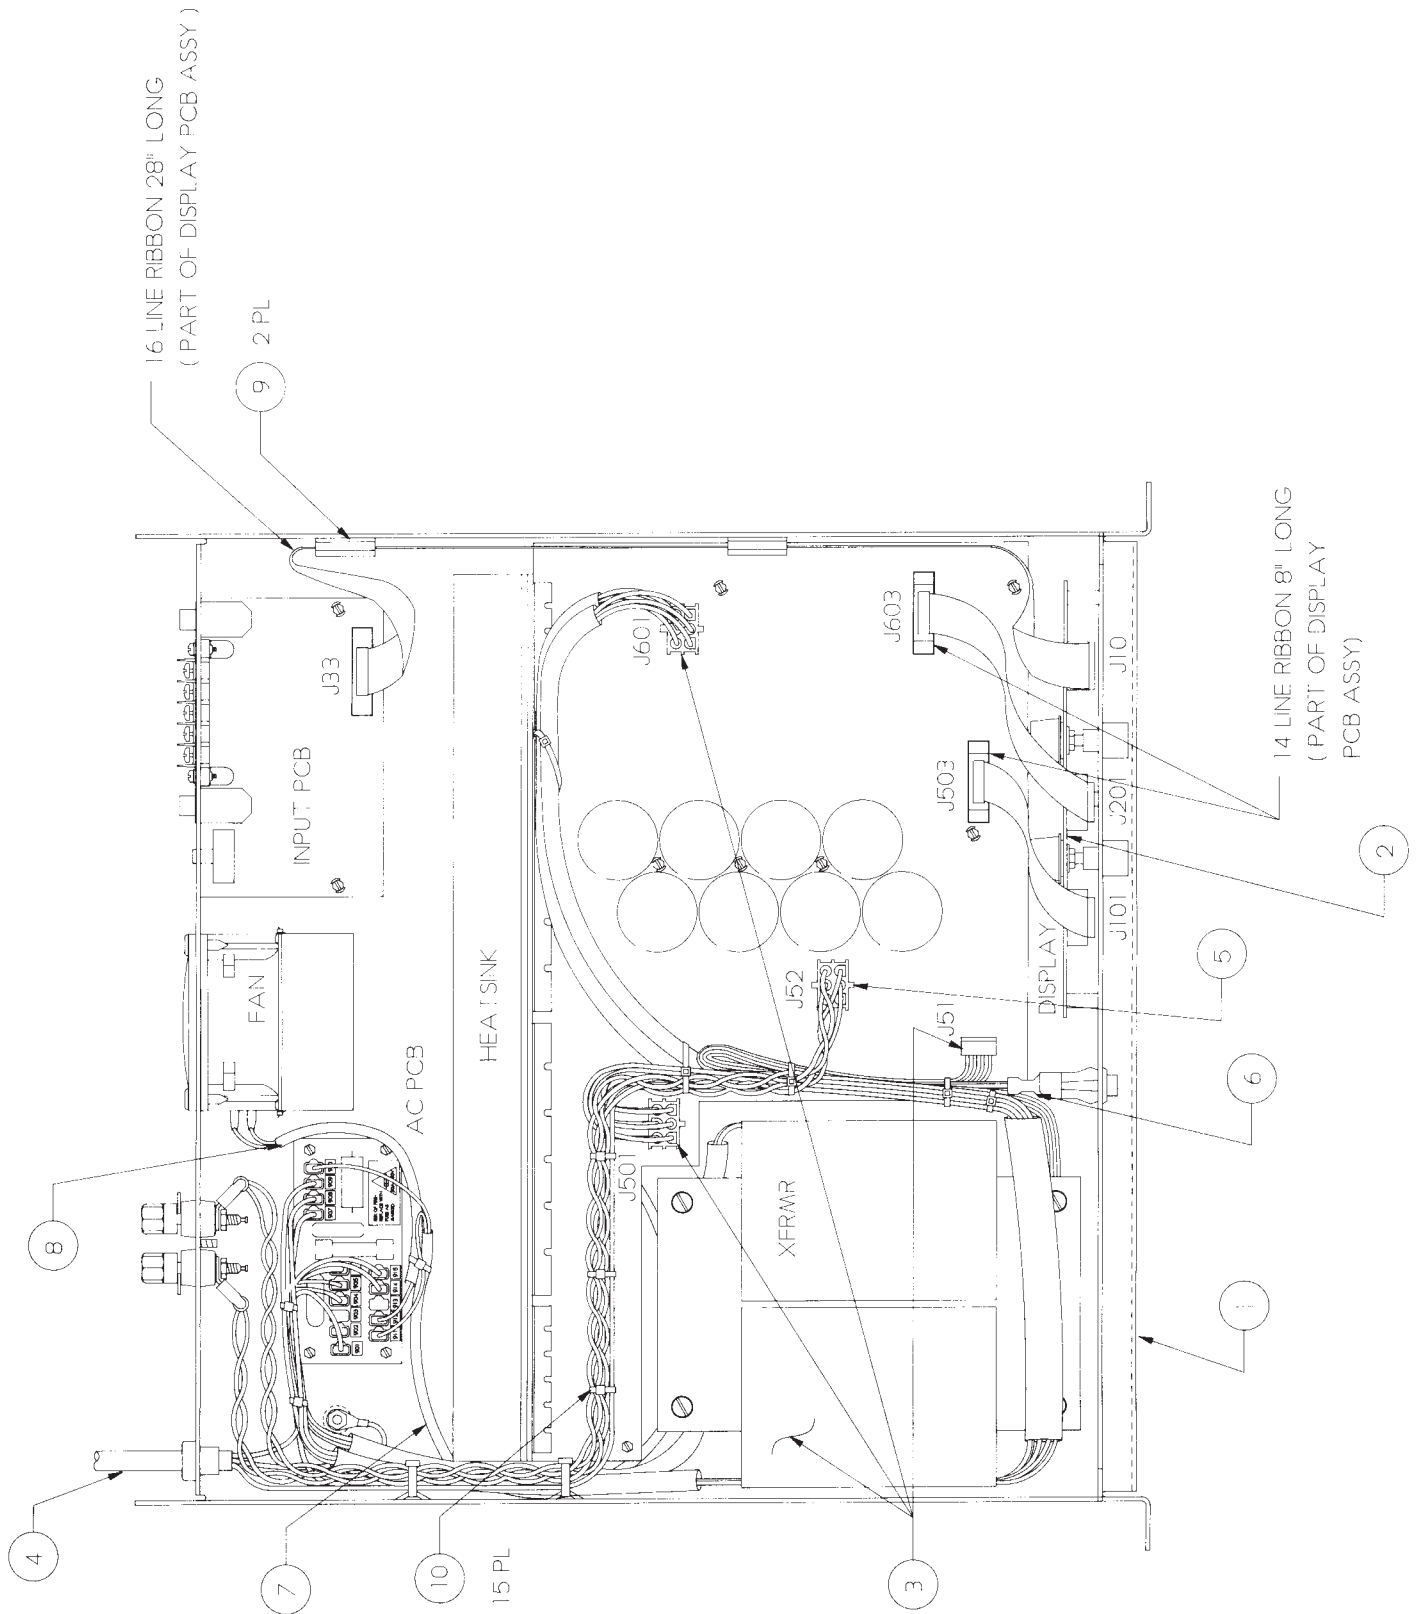 16 LINE RIBBON 28" LONG
( PART OF DISPLAY PCB ASSY )
9
2 PL
8
4
7
10
15 PL
3
1
6
5
2
14 LINE RIBBON 8" LONG
( PART OF DISPLAY
PCB ASSY)
INPUT PCB
J33
FAN
AC PCB
HEATSINK
J601
J603
J503
J52
J51
J501
XFRMR
DISPLAY
J101
J201
J10